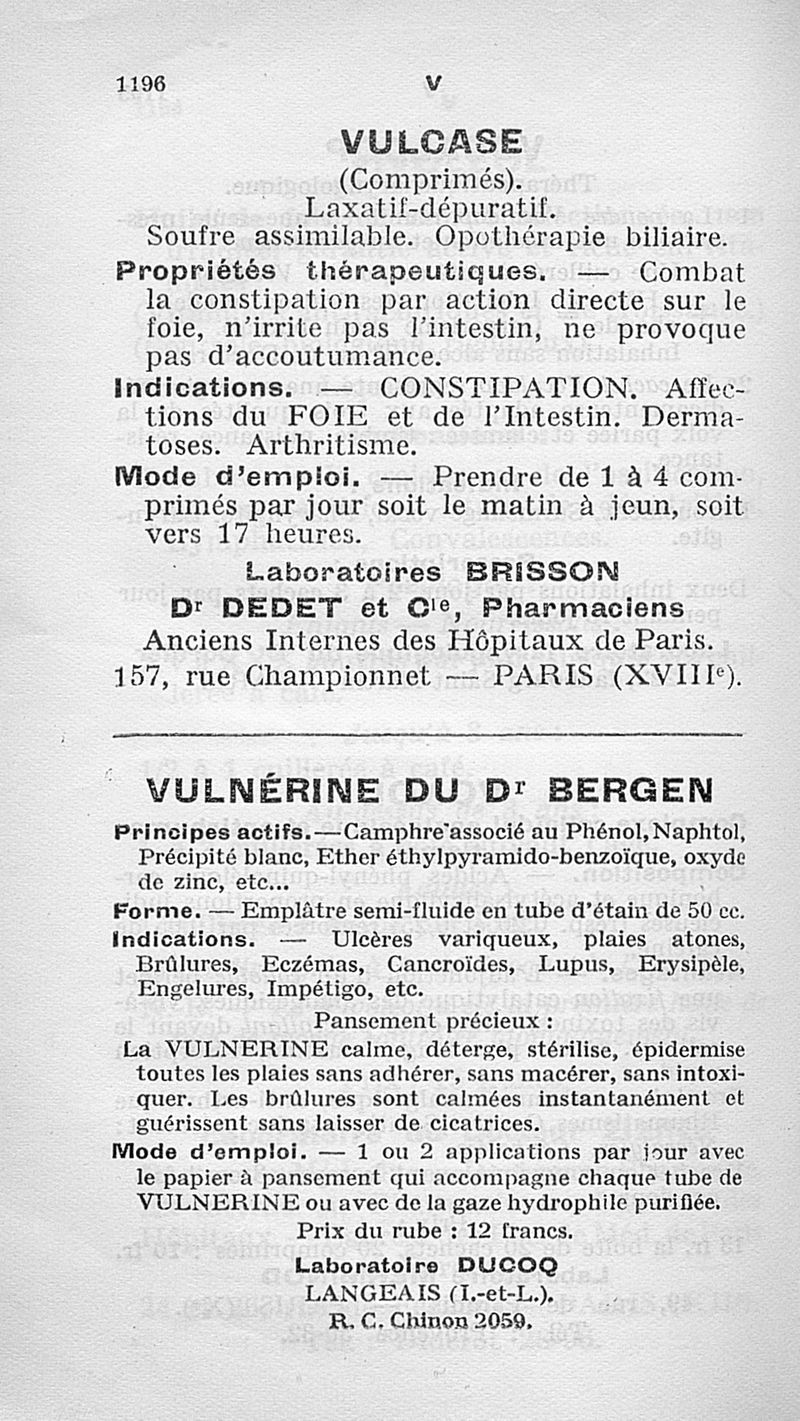 1196
V
VULCASE
(Comprimés).
Laxatif-dépuratif.
Soufre assimilable. Opothérapie biliaire.
Propriétés thérapeutiques. — Combat
la constipation par action directe sur le
foie, n'irrite pas l'intestin, ne provoque
pas d'accoutumance.
Indications. — CONSTIPATION. Affec-
tions du FOIE et de l'Intestin. Derma-
toses. Arthritisme.
Mode d'emploi. — Prendre de 1 à 4 com-
primés par jour soit le matin à jeun, soit
vers 17 heures.
Laboratoires BRISSON
Dr DEDET et Cie, Pharmaciens
Anciens Internes des Hôpitaux de Paris.
157, rue Championnet — PARIS (XVIIIe).
VULNÉRINE DU Dr BERGEN
Principes actifs. — Camphre associé au Phénol, Naphtol,
Précipité blanc, Ether éthylpyramido-benzoïque, oxyde
de zinc, etc...
Forme. — Emplâtre semi-fluide en tube d'étain de 50 cc.
Indications. — Ulcères variqueux, plaies atones,
Brûlures, Eczémas, Cancroïdes, Lupus, Erysipèle,
Engelures, Impétigo, etc.
Pansement précieux :
La VULNERINE calme, déterge, stérilise, épidermise
toutes les plaies sans adhérer, sans macérer, sans intoxi-
quer. Les brûlures sont calmées instantanément et
guérissent sans laisser de cicatrices.
Mode d'emploi. — 1 ou 2 applications par jour avec
le papier à pansement qui accompagne chaque tube de
VULNERINE ou avec de la gaze hydrophile purifiée.
Prix du rube : 12 francs.
Laboratoire DUCOQ
LANGEAIS (I.-et-L.).
R. C. Chinon 2059.